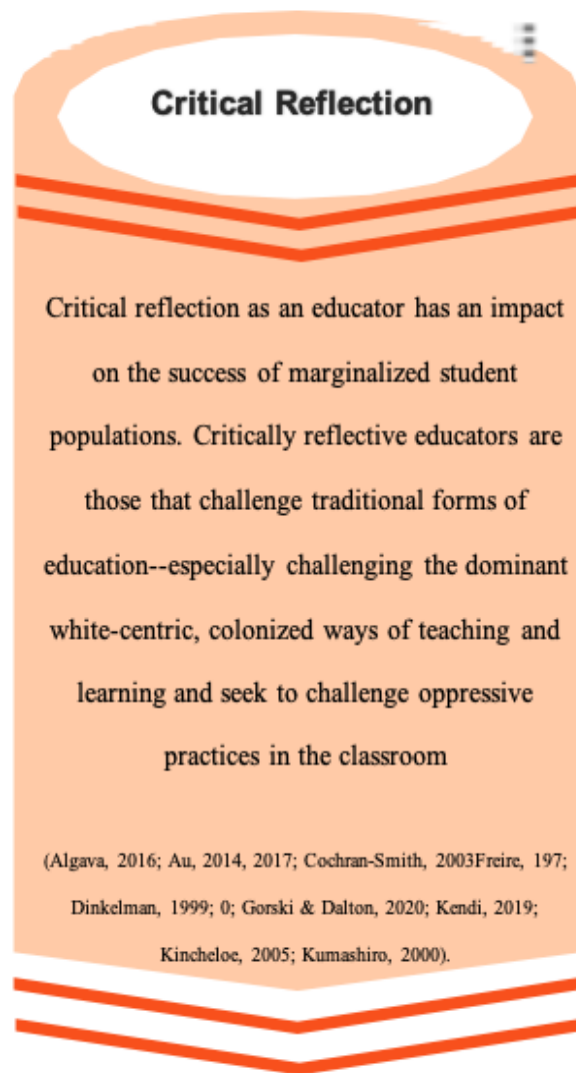 Critical Reflection
Critical reflection as an educator has an impact
on the success of marginalized student
populations. Critically reflective educators are
those that challenge traditional forms of
education--especially challenging the dominant
white-centric, colonized ways of teaching and
learning and seek to challenge oppressive
practices in the classroom
(Algava, 2016; Au, 2014, 2017; Cochran-Smith, 2003Freire, 197;
Dinkelman, 1999; 0; Gorski & Dalton, 2020; Kendi, 2019;
Kincheloe, 2005; Kumashiro, 2000).